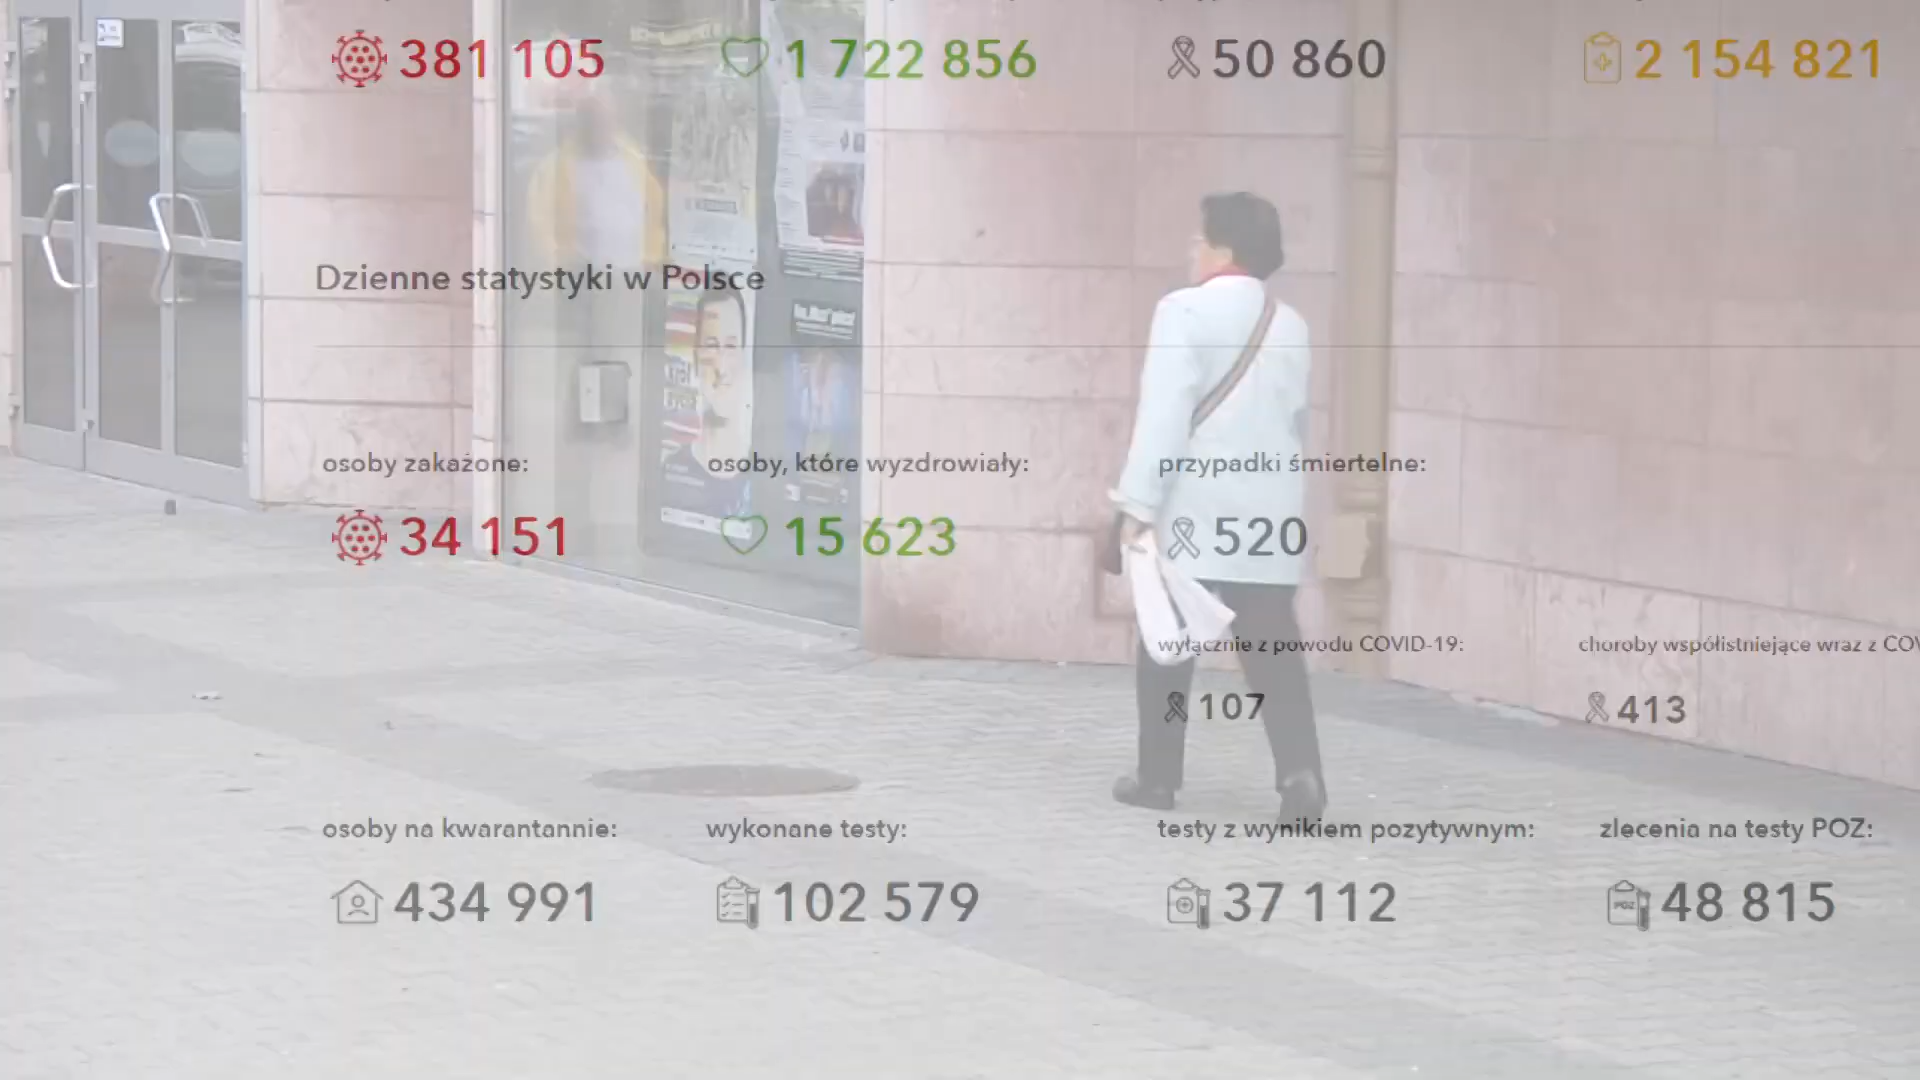 381 105
1 722 856
50 860
2 154 821
Dzienne statystyki w Polsce
osoby zakażone:
osoby, które wyzdrowiały:
przypadki śmiertelne:
34 151
15 623
520
wyłącznie z powodu COVID-19:
choroby współistniejące wraz z COV
107
413
osoby na kwarantannie:
wykonane testy:
testy z wynikiem pozytywnym:
zlecenia na testy POZ:
434 991
102 579
37 112
POZ
48 815